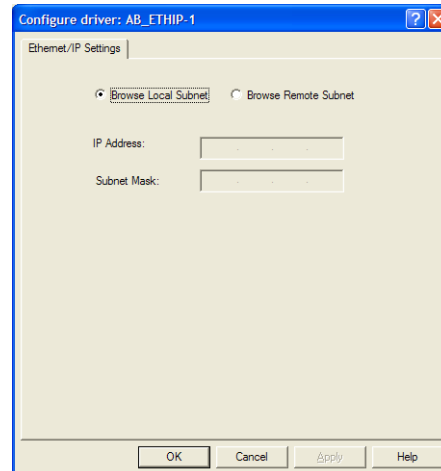 Configure driver: AB_ETHIP-1
Ethernet/IP Settings
Browse Local Subnet Browse Remote Subnet
IP Address:
Subnet Mask:
OK Cancel Apply Help